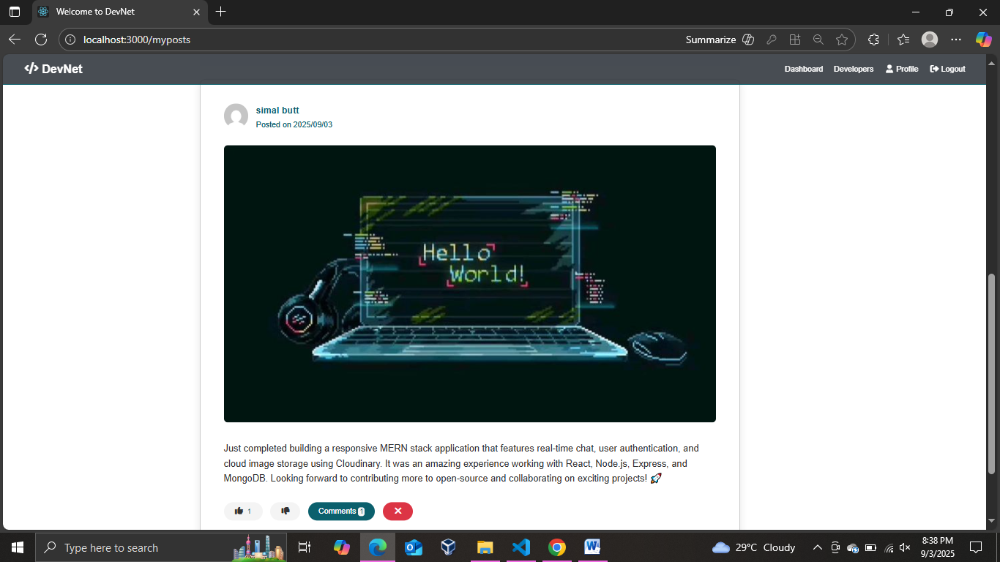 Welcome to DevNet
localhost:3000/myposts
Summarize
</> DevNet
Dashboard Developers Profile Logout
simal butt
Posted on 2025/09/03
Hello
World!
Just completed building a responsive MERN stack application that features real-time chat, user authentication, and
cloud image storage using Cloudinary. It was an amazing experience working with React, Node.js, Express, and
MongoDB. Looking forward to contributing more to open-source and collaborating on exciting projects! 🚀
1 Comments 1
Type here to search
29°C Cloudy
8:38 PM
9/3/2025